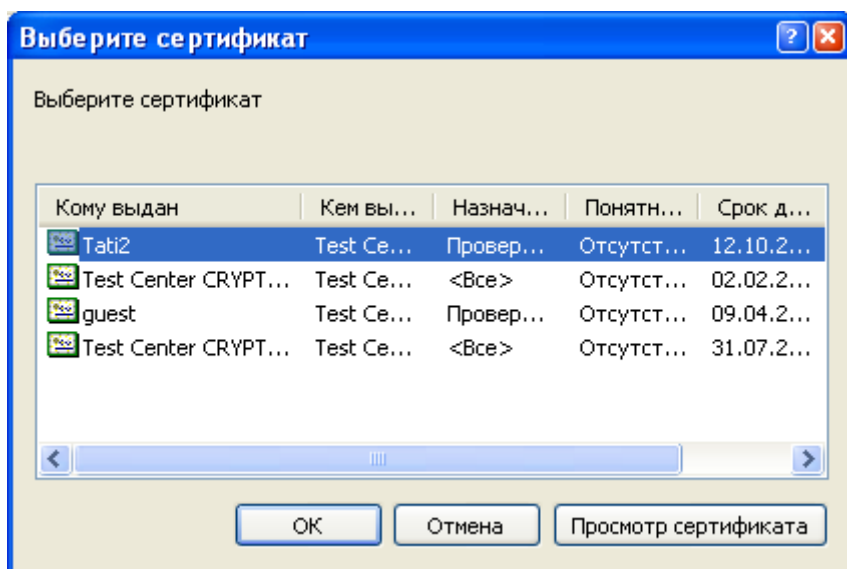 Выберите сертификат
Выберите сертификат
Кому выдан Кем вы... Назнач... Понятн... Срок д...
Tati2 Test Ce... Провер... Отсутст... 12.10.2...
Test Center CRYPT... Test Ce... <Все> Отсутст... 02.02.2...
guest Test Ce... Провер... Отсутст... 09.04.2...
Test Center CRYPT... Test Ce... <Все> Отсутст... 31.07.2...
ОК Отмена Просмотр сертификата